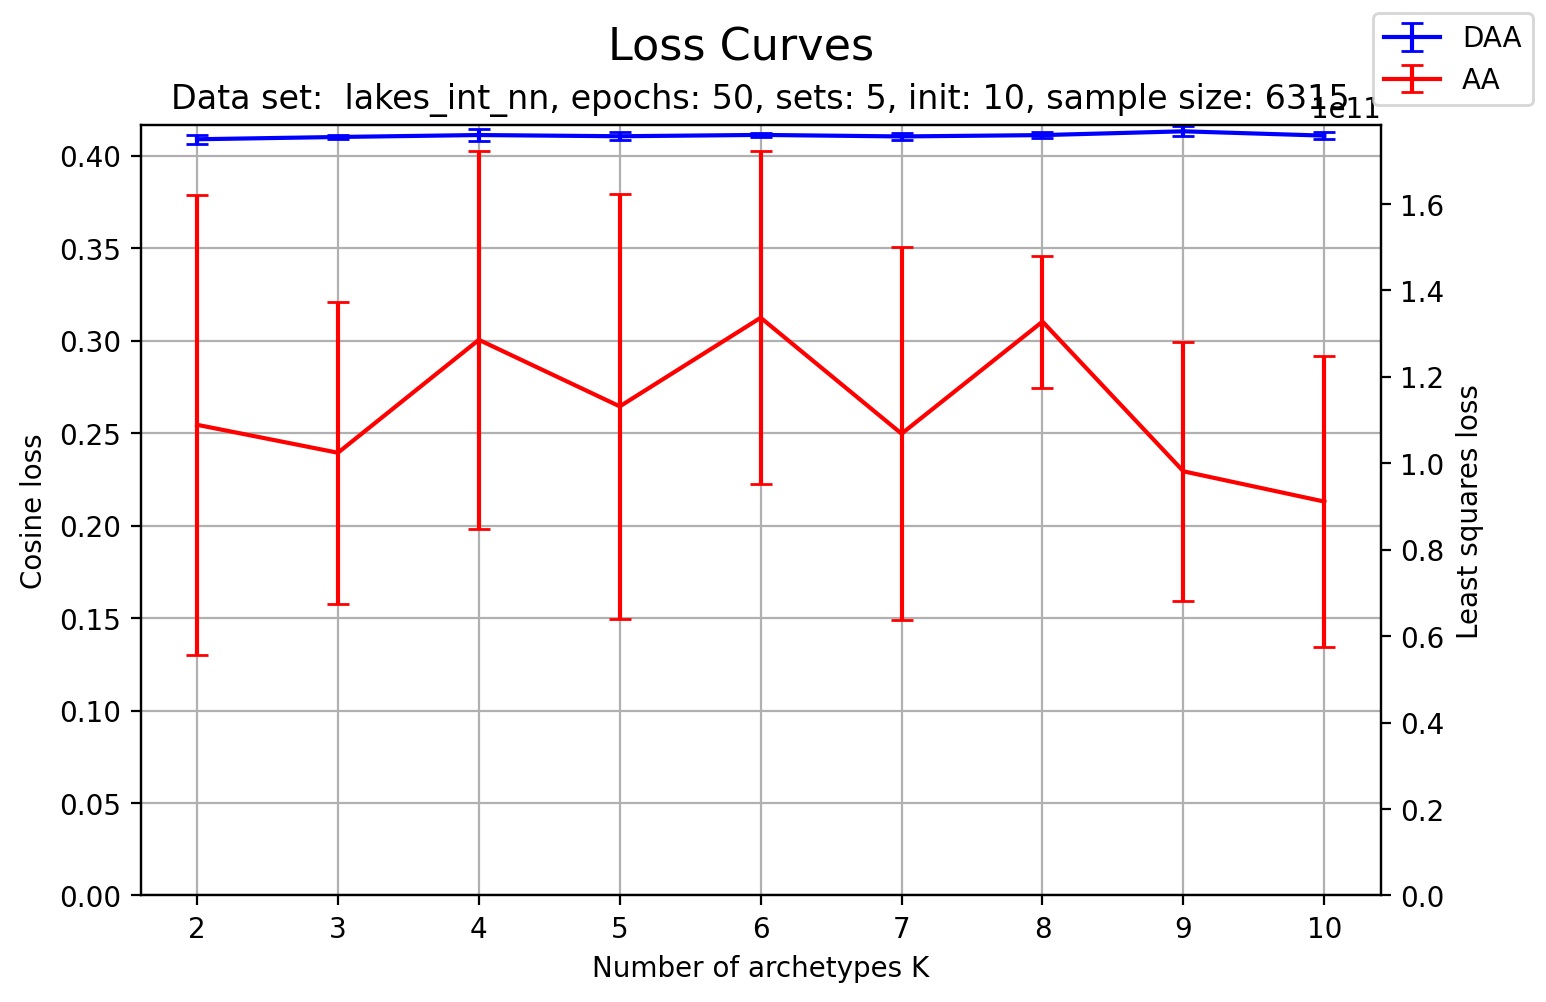 Loss Curves
DAA
AA
Data set:  lakes_int_nn, epochs: 50, sets: 5, init: 10, sample size: 6315
1e11
0.40
0.35
0.30
0.25
0.20
0.15
0.10
0.05
0.00
Cosine loss
1.6
1.4
1.2
1.0
0.8
0.6
0.4
0.2
0.0
Least squares loss
2 3 4 5 6 7 8 9 10
Number of archetypes K